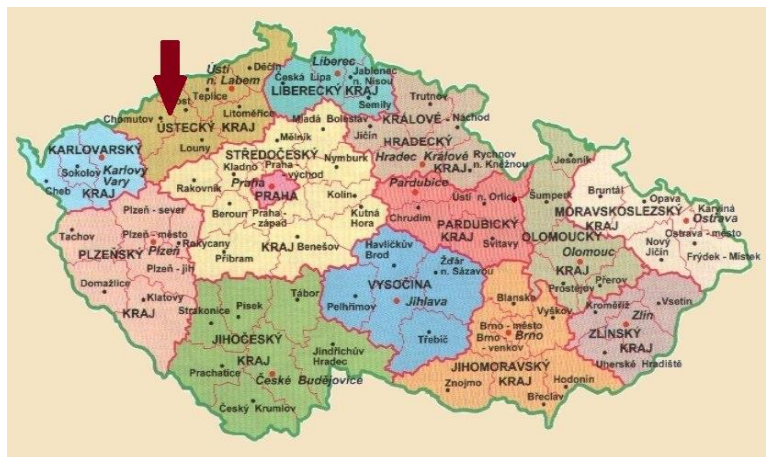 Děčín
Ústí
n. Labem
Teplice
ost
Chomutov
Litoměřice
ÚSTECKÝ KRAJ
Louny
Liberec
Česká Lípa
Jablonec
n. Nisou
LIBERECKÝ KRAJ
Semily
Trutnov
KRÁLOVÉ -
Náchod
HRADECKÝ
Jičín
Hradec Králové
KRAJ
Rychnov
n. Kněžnou
KARLOVARSKÝ
Sokolov
Karlovy
Vary
Cheb
KRAJ
Mladá Boleslav
Mělník
STŘEDOČESKÝ
Nymburk
Kladno
Praha
- východ
Rakovník
Praha
PRAHA
Kolín
Beroun
Praha
- západ
Kutná
Hora
KRAJ
Benešov
Příbram
Plzeň - sever
Tachov
Plzeň - město
Rokycany
PLZEŇSKÝ
Plzeň
Plzeň - jih
Domažlice
Klatovy
KRAJ
Pardubice
Ústí n. Orlicí
Chrudim
PARDUBICKÝ
KRAJ
Svitavy
Jeseník
Šumperk
OLOMOUCKÝ
Olomouc
KRAJ
Přerov
Prostějov
Bruntál
Opava
Karviná
MORAVSKOSLEZSKÝ
Ostrava
KRAJ
Ostrava - město
Nový
Jičín
Frýdek - Místek
Havlíčkův
Brod
Žďár
n. Sázavou
VYSOČINA
Pelhřimov
Jihlava
Třebíč
Tábor
Písek
Strakonice
JIHOČESKÝ
KRAJ
Jindřichův
Hradec
Prachatice
České Budějovice
Český Krumlov
Blansko
Vyškov
Brno - město
Brno
Brno
- venkov
JIHOMORAVSKÝ
KRAJ
Znojmo
Hodonín
Břeclav
Kroměříž
Vsetín
Zlín
ZLÍNSKÝ
KRAJ
Uherské Hradiště